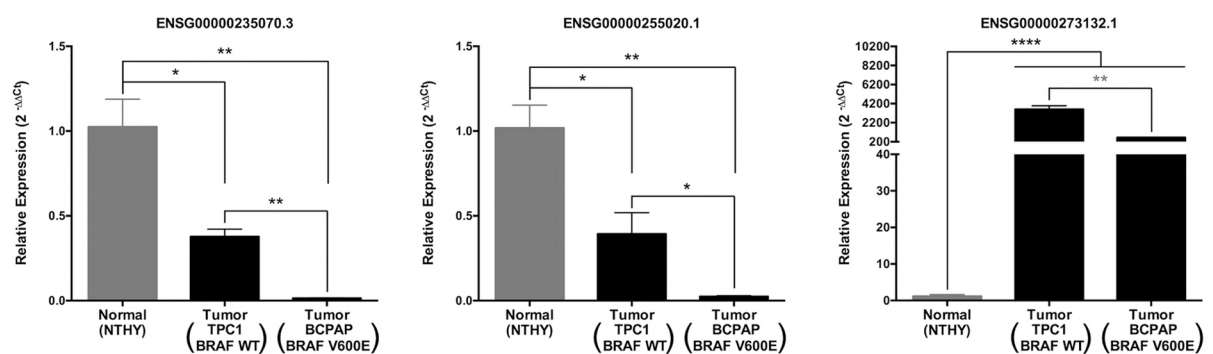 ENSG00000235070.3
Relative Expression (2 -ΔΔCt)
1.5
1.0
0.5
0.0
**
*
**
Normal
(NTHY)
Tumor
TPC1
(BRAF WT)
Tumor
BCPAP
(BRAF V600E)
ENSG00000255020.1
Relative Expression (2 -ΔΔCt)
1.5
1.0
0.5
0.0
**
*
*
Normal
(NTHY)
Tumor
TPC1
(BRAF WT)
Tumor
BCPAP
(BRAF V600E)
ENSG00000273132.1
Relative Expression (2 -ΔΔCt)
10200
8200
6200
4200
2200
200
40
30
20
10
0
****
**
Normal
(NTHY)
Tumor
TPC1
(BRAF WT)
Tumor
BCPAP
(BRAF V600E)